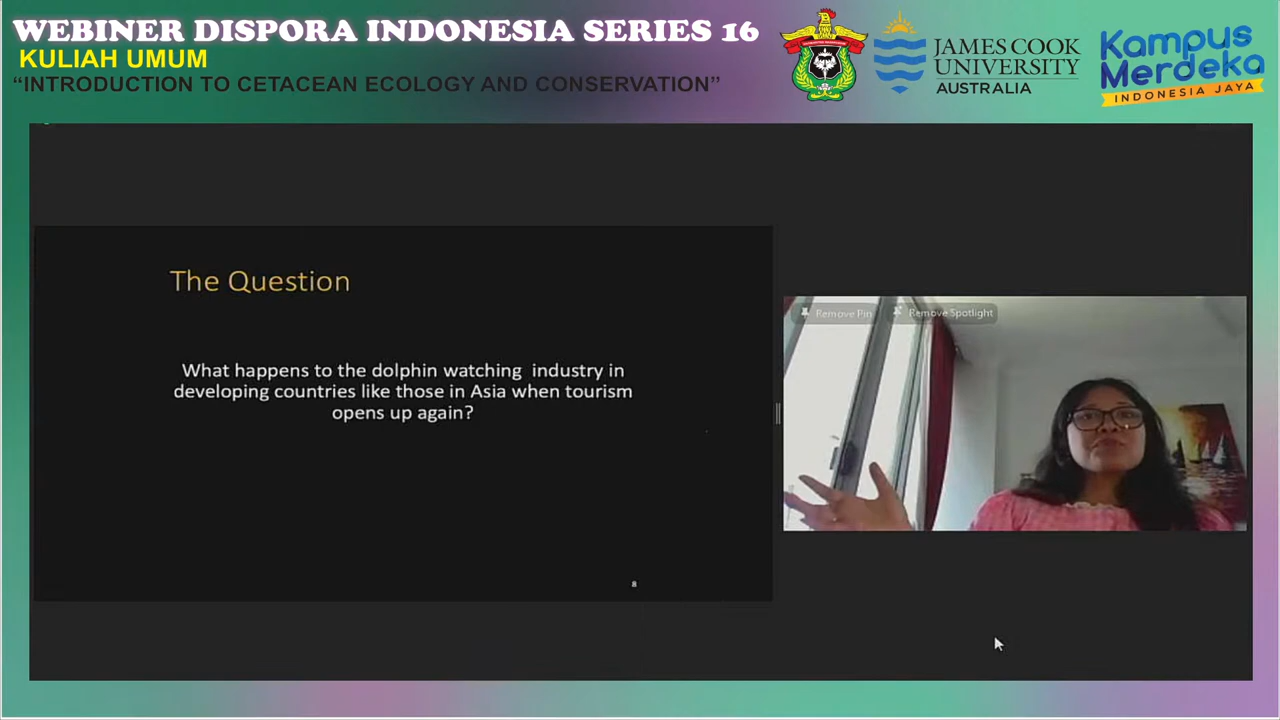 WEBINER DISPORA INDONESIA SERIES 16
KULIAH UMUM
“INTRODUCTION TO CETACEAN ECOLOGY AND CONSERVATION”
JAMES COOK
UNIVERSITY
AUSTRALIA
Kampus
Merdeka
INDONESIA JAYA
The Question
What happens to the dolphin watching industry in
developing countries like those in Asia when tourism
opens up again?
8
Remove Pin
Remove Spotlight